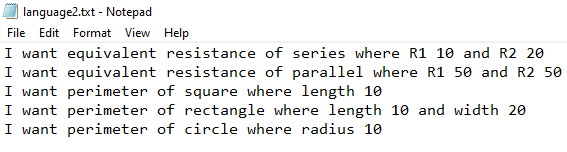 language2.txt - Notepad
File Edit Format View Help
I want equivalent resistance of series where R1 10 and R2 20
I want equivalent resistance of parallel where R1 50 and R2 50
I want perimeter of square where length 10
I want perimeter of rectangle where length 10 and width 20
I want perimeter of circle where radius 10